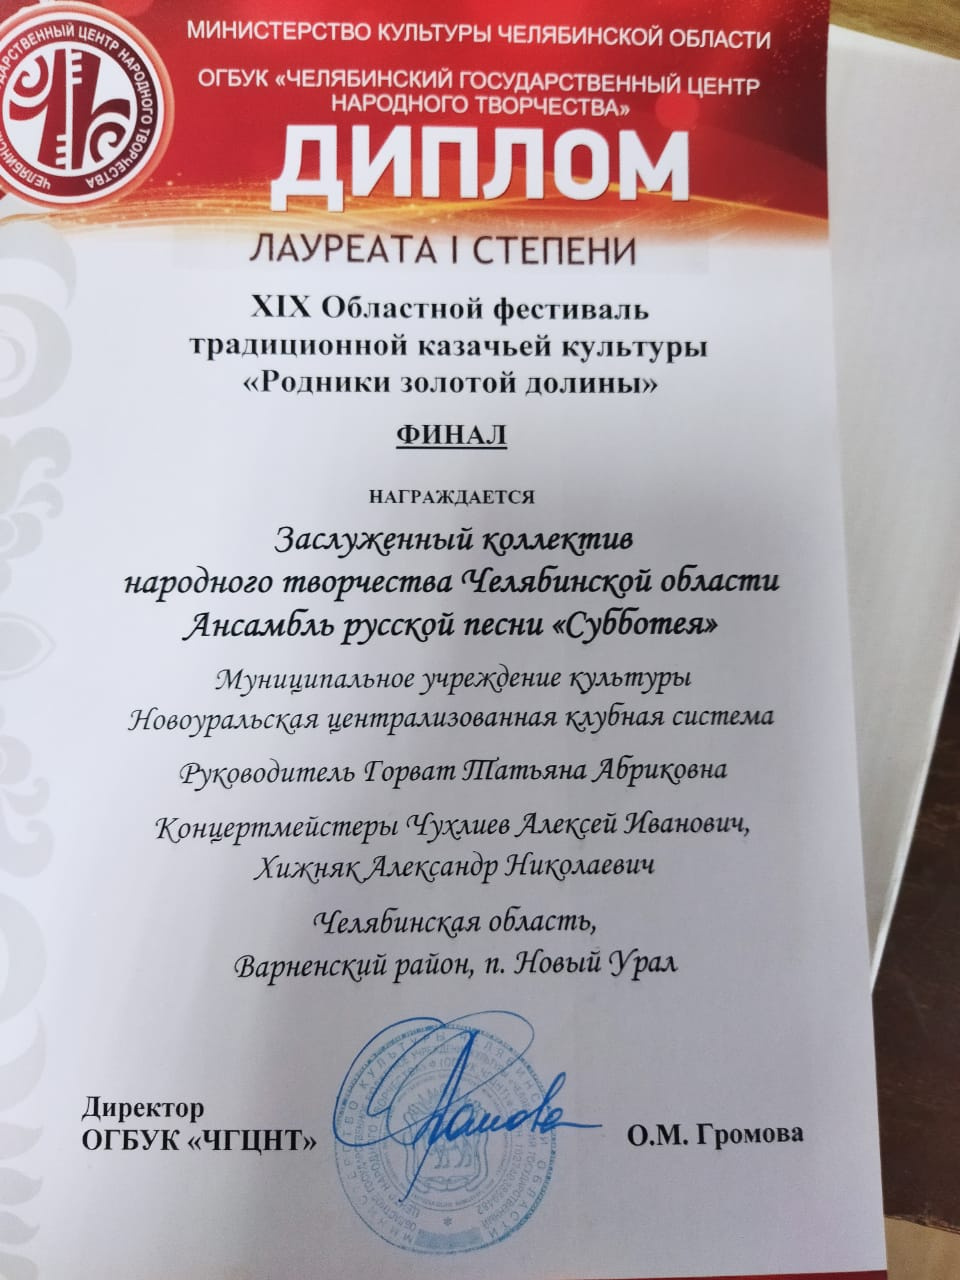 МИНИСТЕРСТВО КУЛЬТУРЫ ЧЕЛЯБИНСКОЙ ОБЛАСТИ
ОГБУК «ЧЕЛЯБИНСКИЙ ГОСУДАРСТВЕННЫЙ ЦЕНТР
НАРОДНОГО ТВОРЧЕСТВА»
ДИПЛОМ
ЛАУРЕАТА I СТЕПЕНИ
XIX Областной фестиваль
традиционной казачьей культуры
«Родники золотой долины»
ФИНАЛ
НАГРАЖДАЕТСЯ
Заслуженный коллектив
народного творчества Челябинской области
Ансамбль русской песни «Субботея»
Муниципальное учреждение культуры
Новоуральская централизованная клубная система
Руководитель Горват Татьяна Абриковна
Концертмейстеры Чухлиев Алексей Иванович,
Хижняк Александр Николаевич
Челябинская область,
Варненский район, п. Новый Урал
Директор
ОГБУК «ЧГЦНТ»
О.М. Громова